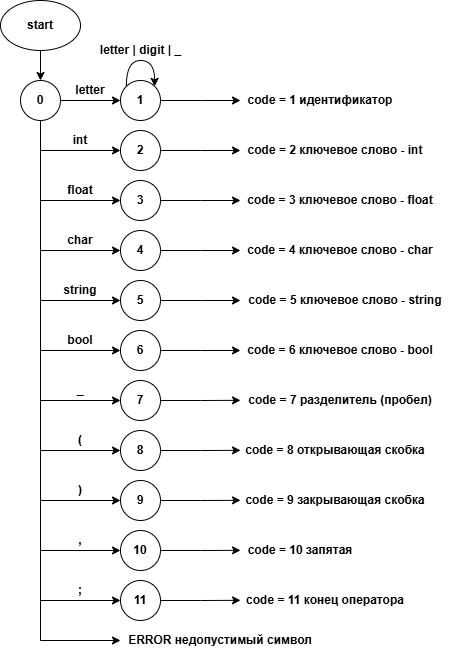 start
letter | digit | _
0
letter
1
code = 1 идентификатор
int
2
code = 2 ключевое слово - int
float
3
code = 3 ключевое слово - float
char
4
code = 4 ключевое слово - char
string
5
code = 5 ключевое слово - string
bool
6
code = 6 ключевое слово - bool
_
7
code = 7 разделитель (пробел)
(
8
code = 8 открывающая скобка
)
9
code = 9 закрывающая скобка
,
10
code = 10 запятая
;
11
code = 11 конец оператора
ERROR недопустимый символ